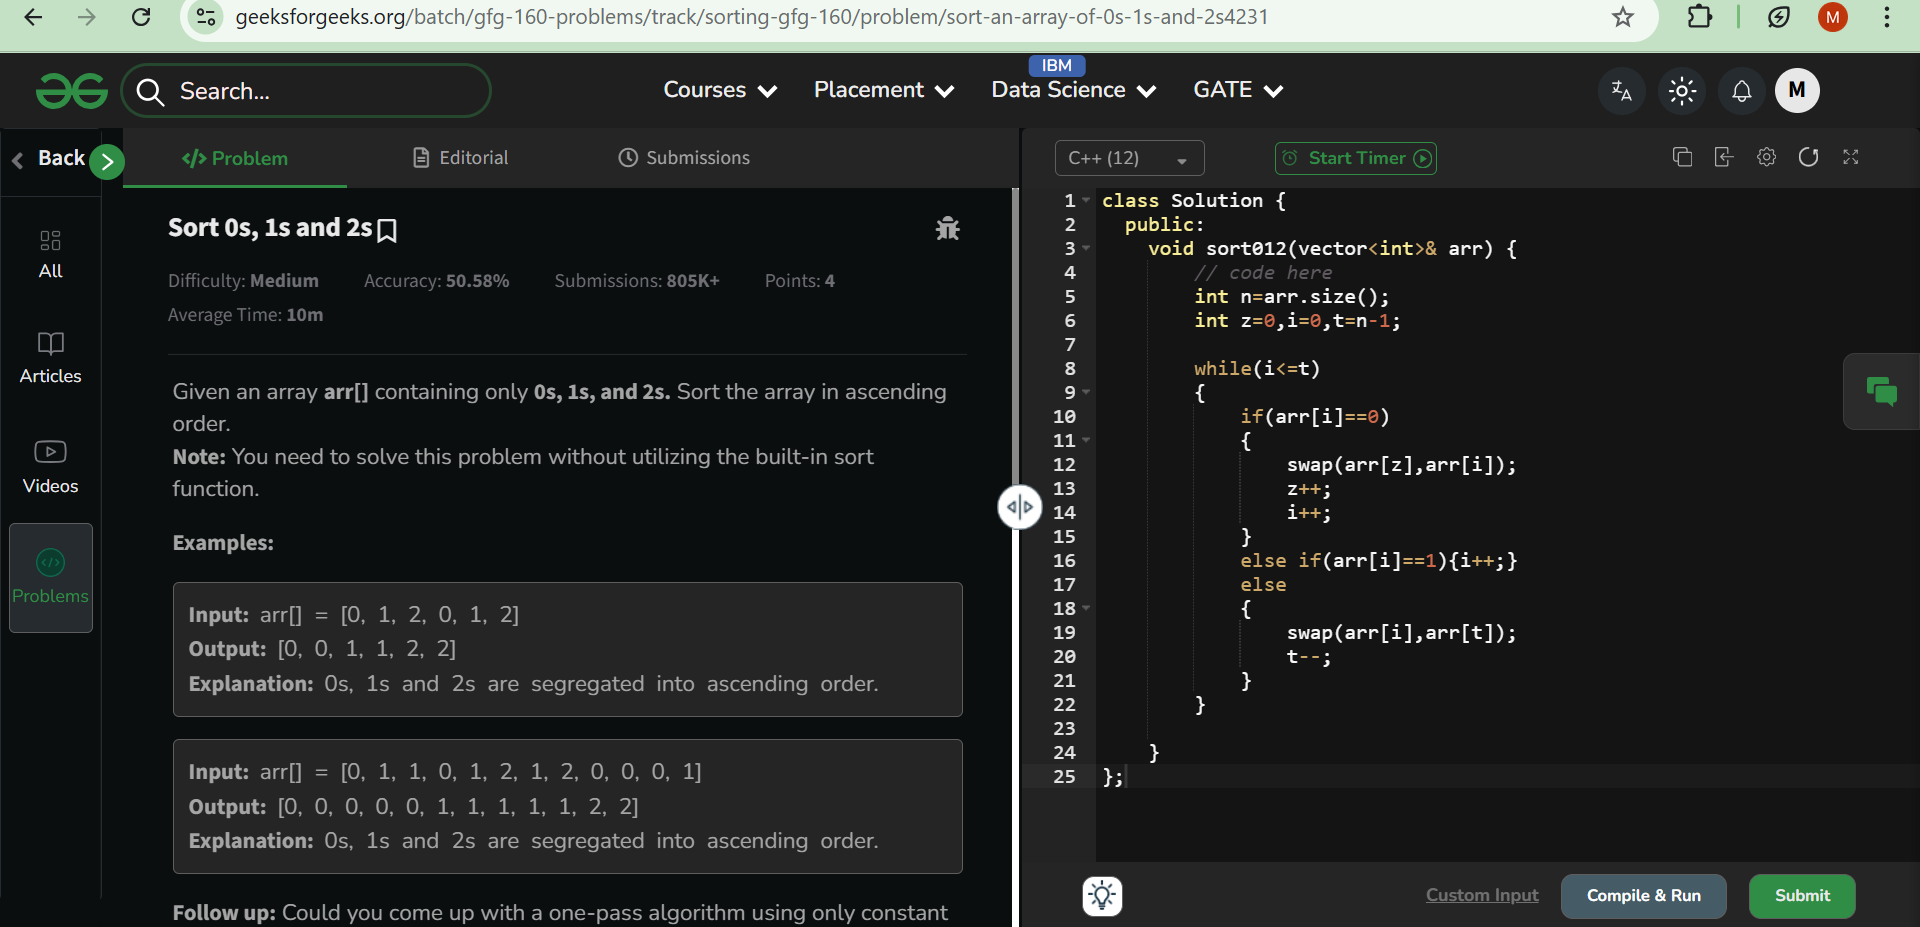 geeksforgeeks.org/batch/gfg-160-problems/track/sorting-gfg-160/problem/sort-an-array-of-0s-1s-and-2s4231
M
Search...
Courses
Placement
IBM
Data Science
GATE
M
Back
All
Articles
Videos
Problems
Problem
Editorial
Submissions
Sort 0s, 1s and 2s
Difficulty: Medium Accuracy: 50.58% Submissions: 805K+ Points: 4
Average Time: 10m
Given an array arr[] containing only 0s, 1s, and 2s. Sort the array in ascending
order.
Note: You need to solve this problem without utilizing the built-in sort
function.
Examples:
Input: arr[] = [0, 1, 2, 0, 1, 2]
Output: [0, 0, 1, 1, 2, 2]
Explanation: 0s, 1s and 2s are segregated into ascending order.
Input: arr[] = [0, 1, 1, 0, 1, 2, 1, 2, 0, 0, 0, 1]
Output: [0, 0, 0, 0, 0, 1, 1, 1, 1, 1, 2, 2]
Explanation: 0s, 1s and 2s are segregated into ascending order.
Follow up: Could you come up with a one-pass algorithm using only constant
C++ (12)
Start Timer
1 class Solution {
2 public:
3 void sort012(vector<int>& arr) {
4 // code here
5 int n=arr.size();
6 int z=0,i=0,t=n-1;
7
8 while(i<=t)
9 {
10 if(arr[i]==0)
11 {
12 swap(arr[z],arr[i]);
13 z++;
14 i++;
15 }
16 else if(arr[i]==1){i++;}
17 else
18 {
19 swap(arr[i],arr[t]);
20 t--;
21 }
22 }
23
24 }
25 };
Custom Input
Compile & Run
Submit